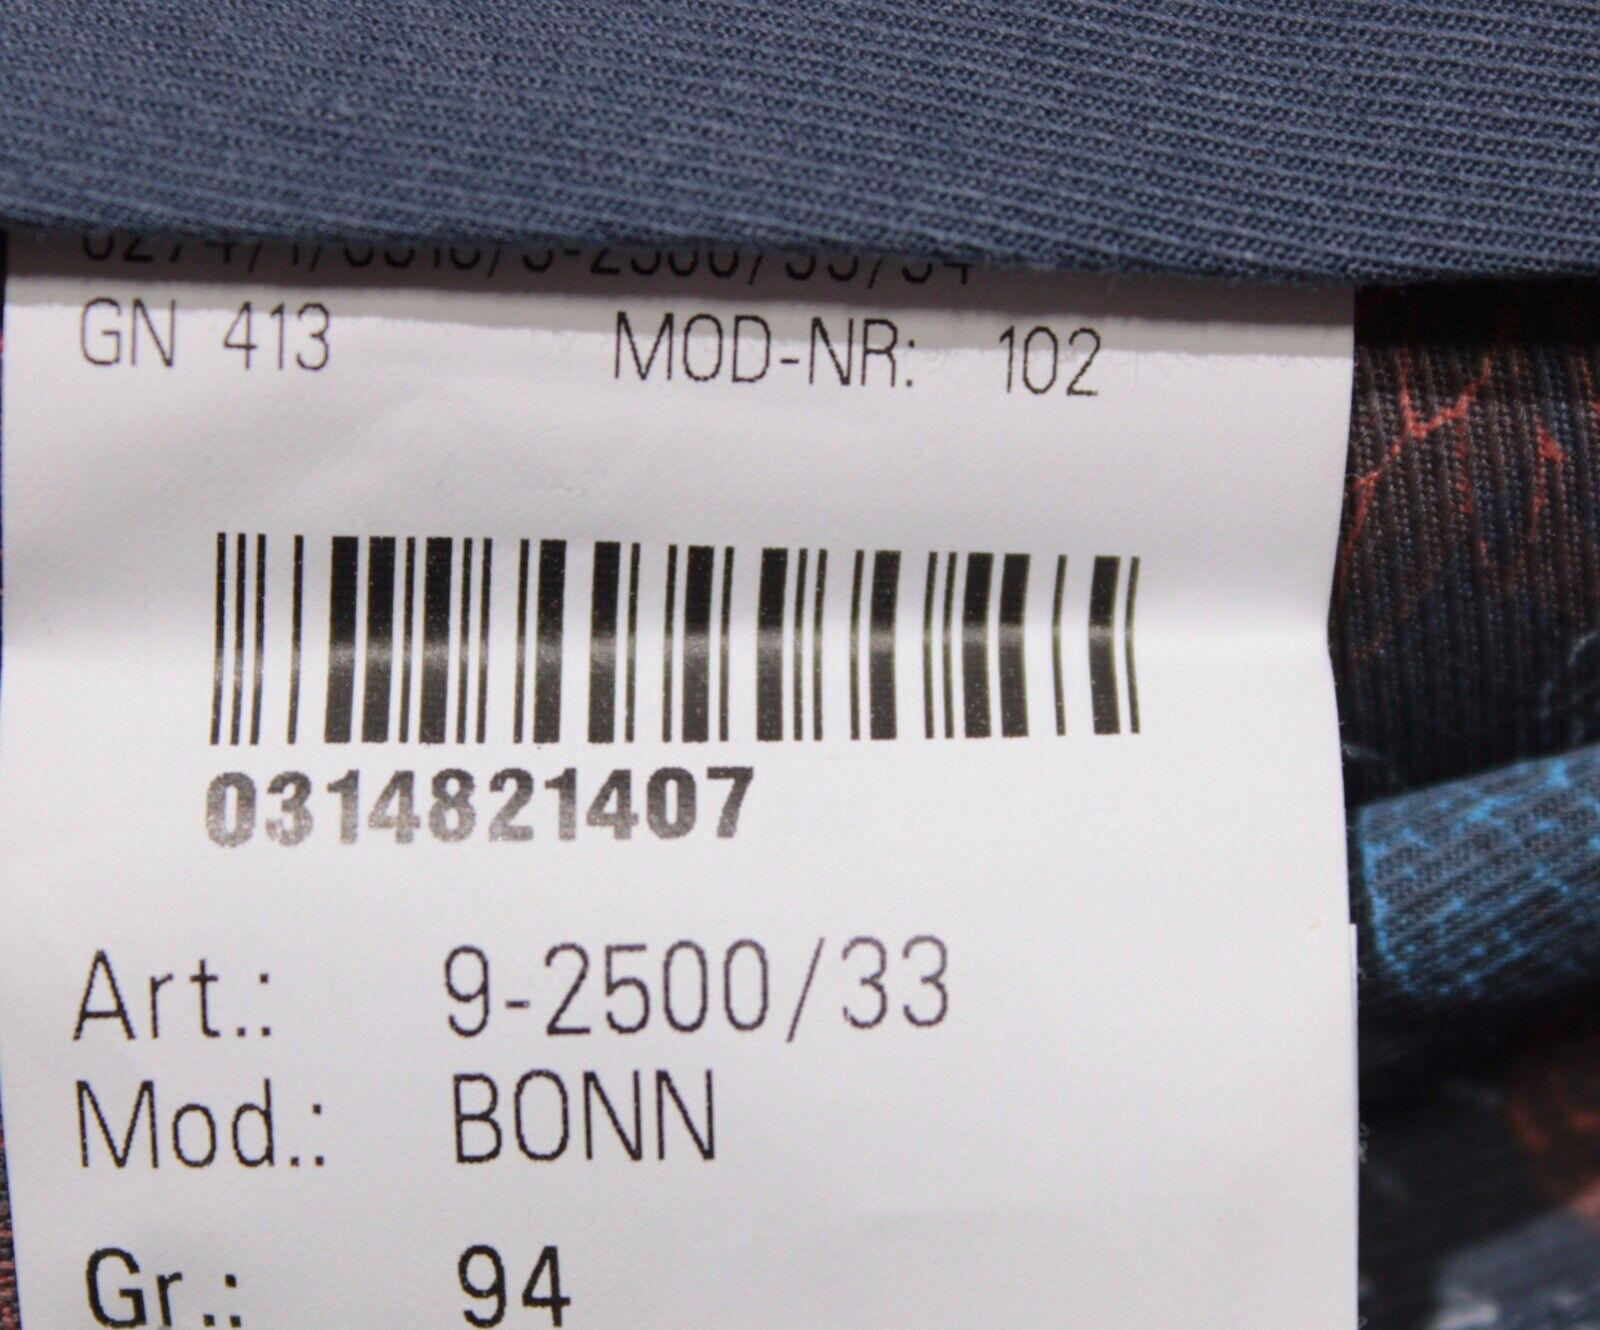 GN 413 MOD-NR: 102
0314821407
Art.: 9-2500/33
Mod.: BONN
Gr.: 94